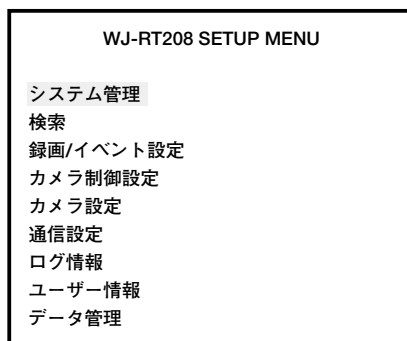 WJ-RT208 SETUP MENU
システム管理
検索
録画/イベント設定
カメラ制御設定
カメラ設定
通信設定
ログ情報
ユーザー情報
データ管理